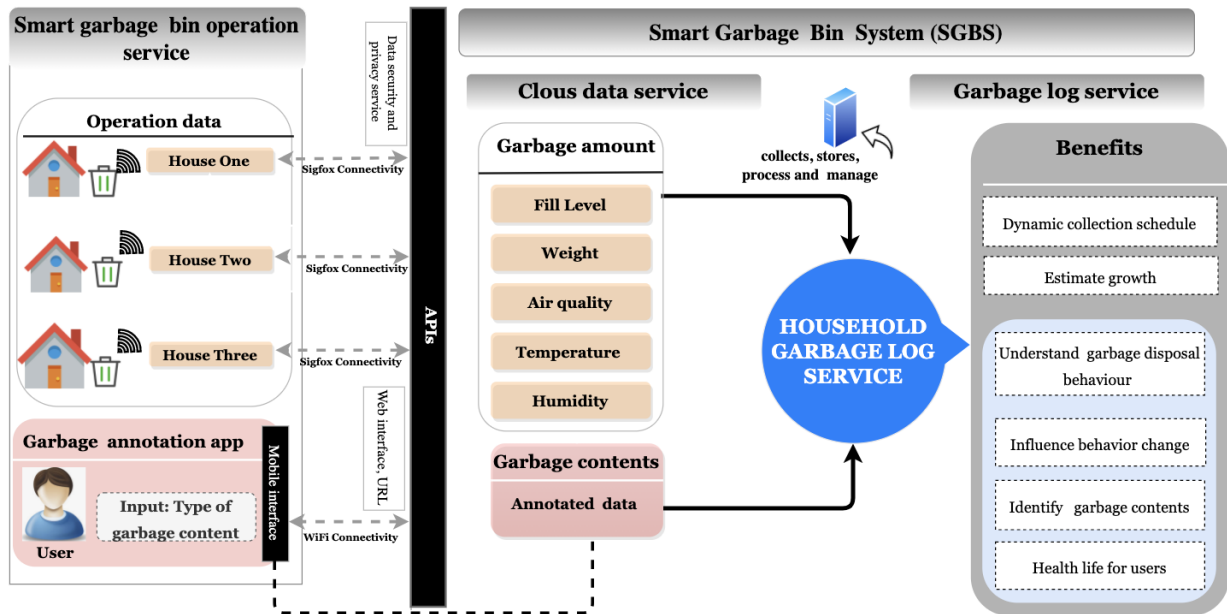 Smart garbage bin operation
service
Operation data
House One
Sigfox Connectivity
House Two
Sigfox Connectivity
House Three
Sigfox Connectivity
Garbage annotation app
User
Input: Type of
garbage content
Mobile interface
WiFi Connectivity
Data security and
privacy service
Web interface, URL
APIs
Smart Garbage Bin System (SGBS)
Clous data service
Garbage amount
Fill Level
Weight
Air quality
Temperature
Humidity
Garbage contents
Annotated data
collects, stores,
process and manage
HOUSEHOLD
GARBAGE LOG
SERVICE
Garbage log service
Benefits
Dynamic collection schedule
Estimate growth
Understand garbage disposal
behaviour
Influence behavior change
Identify garbage contents
Health life for users